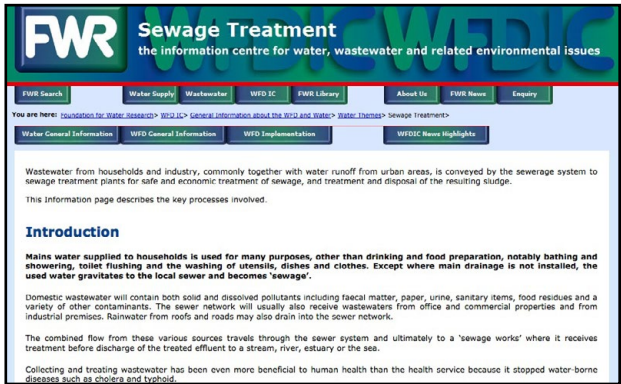 FWR
Sewage Treatment
the information centre for water, wastewater and related environmental issues
FWR Search Water Supply Wastewater WFD IC FWR Library About Us FWR News Enquiry
You are here: Foundation for Water Research> WFD IC> General Information about the WFD and Water> Water Themes> Sewage Treatment>
Water General Information WFD General Information WFD Implementation WFDIC News Highlights
Wastewater from households and industry, commonly together with water runoff from urban areas, is conveyed by the sewerage system to
sewage treatment plants for safe and economic treatment of sewage, and treatment and disposal of the resulting sludge.
This Information page describes the key processes involved.
Introduction
Mains water supplied to households is used for many purposes, other than drinking and food preparation, notably bathing and
showering, toilet flushing and the washing of utensils, dishes and clothes. Except where main drainage is not installed, the
used water gravitates to the local sewer and becomes ‘sewage’.
Domestic wastewater will contain both solid and dissolved pollutants including faecal matter, paper, urine, sanitary items, food residues and a
variety of other contaminants. The sewer network will usually also receive wastewaters from office and commercial properties and from
industrial premises. Rainwater from roofs and roads may also drain into the sewer network.
The combined flow from these various sources travels through the sewer system and ultimately to a ‘sewage works’ where it receives
treatment before discharge of the treated effluent to a stream, river, estuary or the sea.
Collecting and treating wastewater has been even more beneficial to human health than the health service because it stopped water-borne
diseases such as cholera and typhoid.